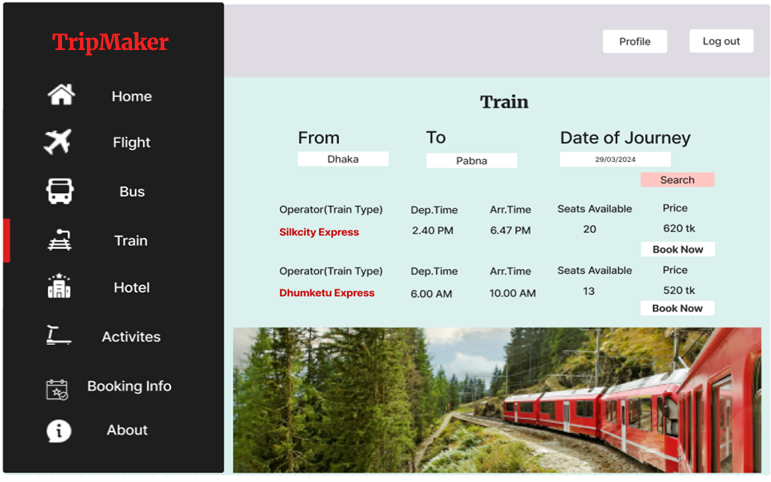 TripMaker
Home
Flight
Bus
Train
Hotel
Activites
Booking Info
About
Profile Log out
Train
From To Date of Journey
Dhaka Pabna 29/03/2024
Search
Operator(Train Type) Dep.Time Arr.Time Seats Available Price
Silkcity Express 2.40 PM 6.47 PM 20 620 tk
Book Now
Operator(Train Type) Dep.Time Arr.Time Seats Available Price
Dhumketu Express 6.00 AM 10.00 AM 13 520 tk
Book Now